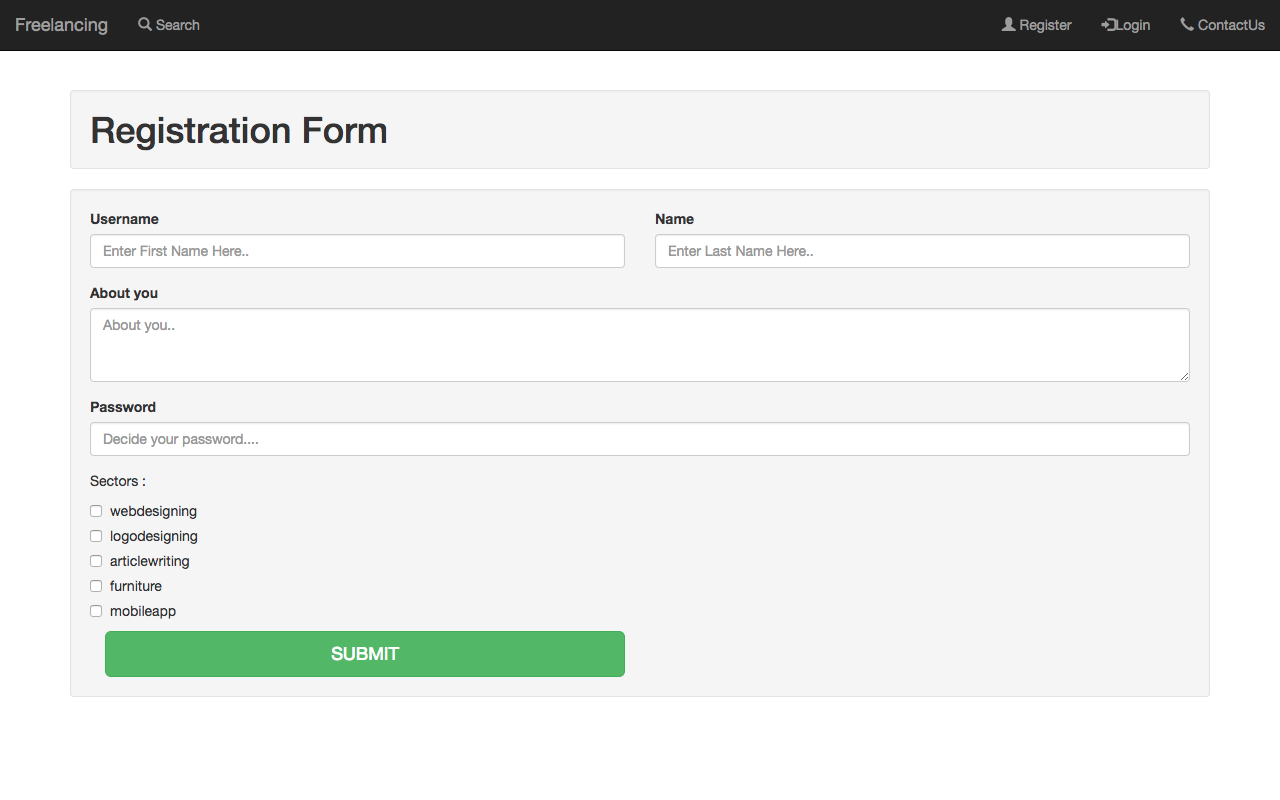 Freelancing Search Register Login ContactUs
Registration Form
Username Name
Enter First Name Here.. Enter Last Name Here..
About you
About you..
Password
Decide your password....
Sectors :
webdesigning
logodesigning
articlewriting
furniture
mobileapp
SUBMIT